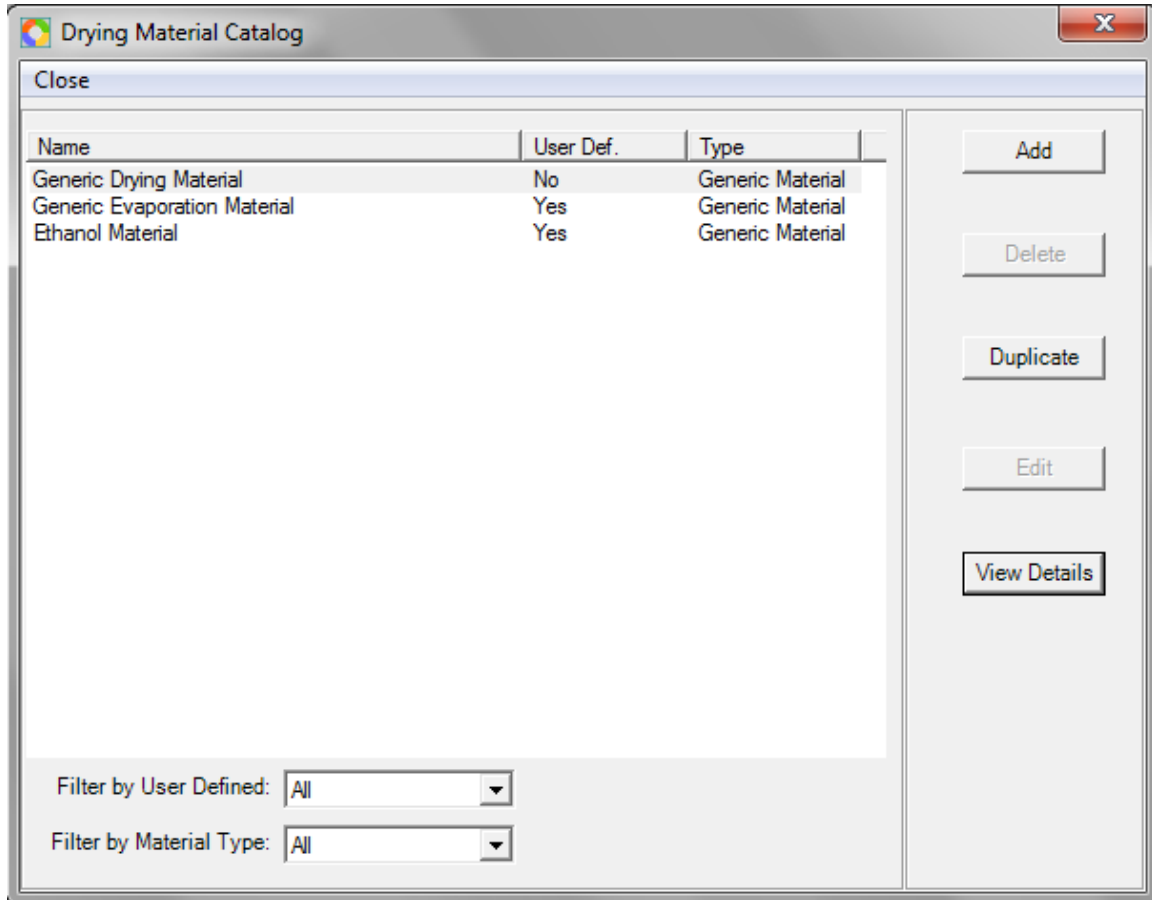 Drying Material Catalog
Close
Name User Def. Type
Generic Drying Material No Generic Material
Generic Evaporation Material Yes Generic Material
Ethanol Material Yes Generic Material
Add
Delete
Duplicate
Edit
View Details
Filter by User Defined: All
Filter by Material Type: All